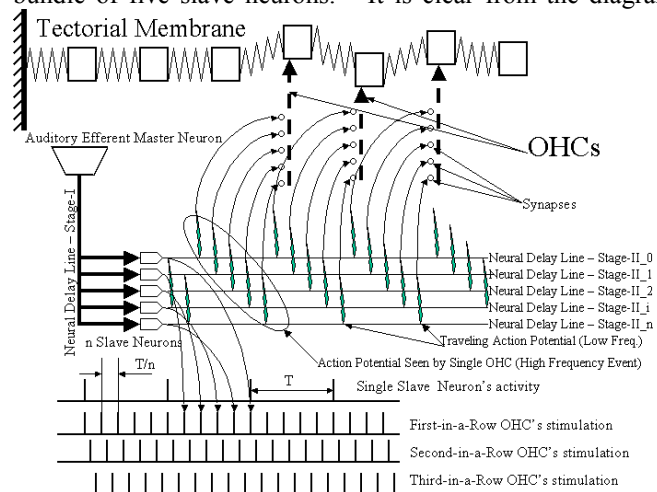 bundle of five slave neurons. It is clear from the diagra
Tectorial Membrane
Auditory Efferent Master Neuron
OHCs
Synapses
Neural Delay Line – Stage-I
Neural Delay Line – Stage-II_0
Neural Delay Line – Stage-II_1
Neural Delay Line – Stage-II_2
Neural Delay Line – Stage-II_i
Neural Delay Line – Stage-II_n
n Slave Neurons
Traveling Action Potential (Low Freq.)
Action Potential Seen by Single OHC (High Frequency Event)
T/n
T
Single Slave Neuron's activity
First-in-a-Row OHC's stimulation
Second-in-a-Row OHC's stimulation
Third-in-a-Row OHC's stimulation